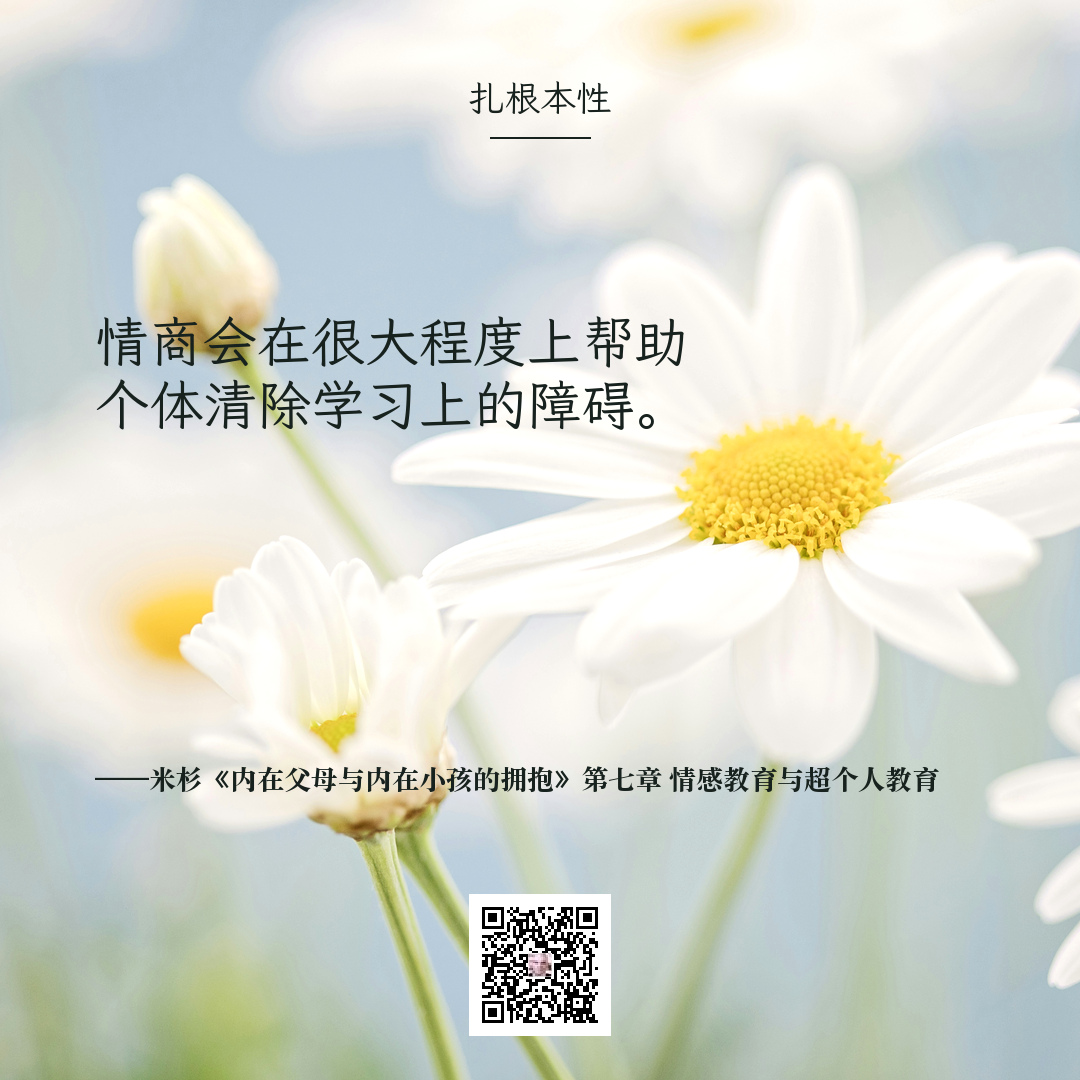 扎根本性
情商会在很大程度上帮助
个体清除学习上的障碍。
——米杉《内在父母与内在小孩的拥抱》第七章 情感教育与超个人教育